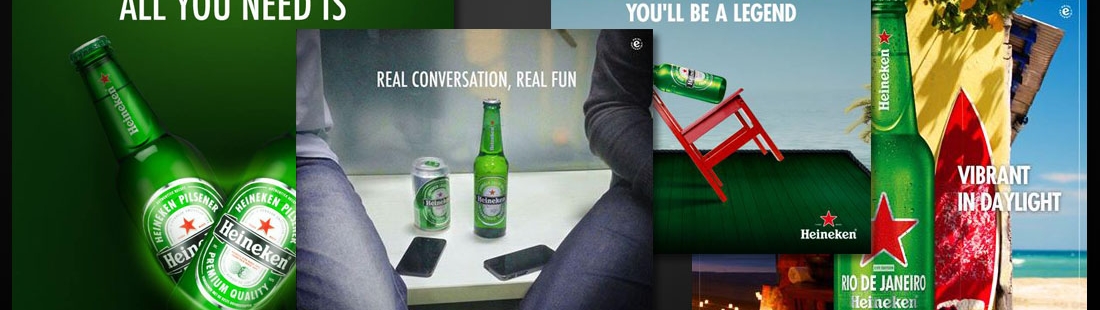 ALL YOU NEED IS
Heineken
HEINEKEN PILSENER
Heineken
PREMIUM QUALITY
REAL CONVERSATION, REAL FUN
Heineken
Heineken
YOU'LL BE A LEGEND
Heineken
Heineken
VIBRANT
IN DAYLIGHT
RIO DE JANEIRO
Heineken